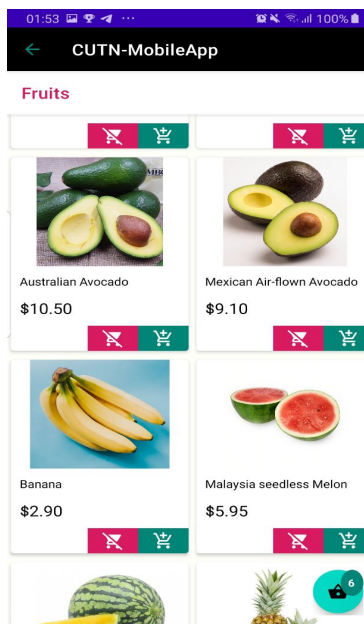 01:53 100%
CUTN-MobileApp
Fruits
Australian Avocado
Mexican Air-flown Avocado
$10.50
$9.10
Banana
Malaysia seedless Melon
$2.90
$5.95
6